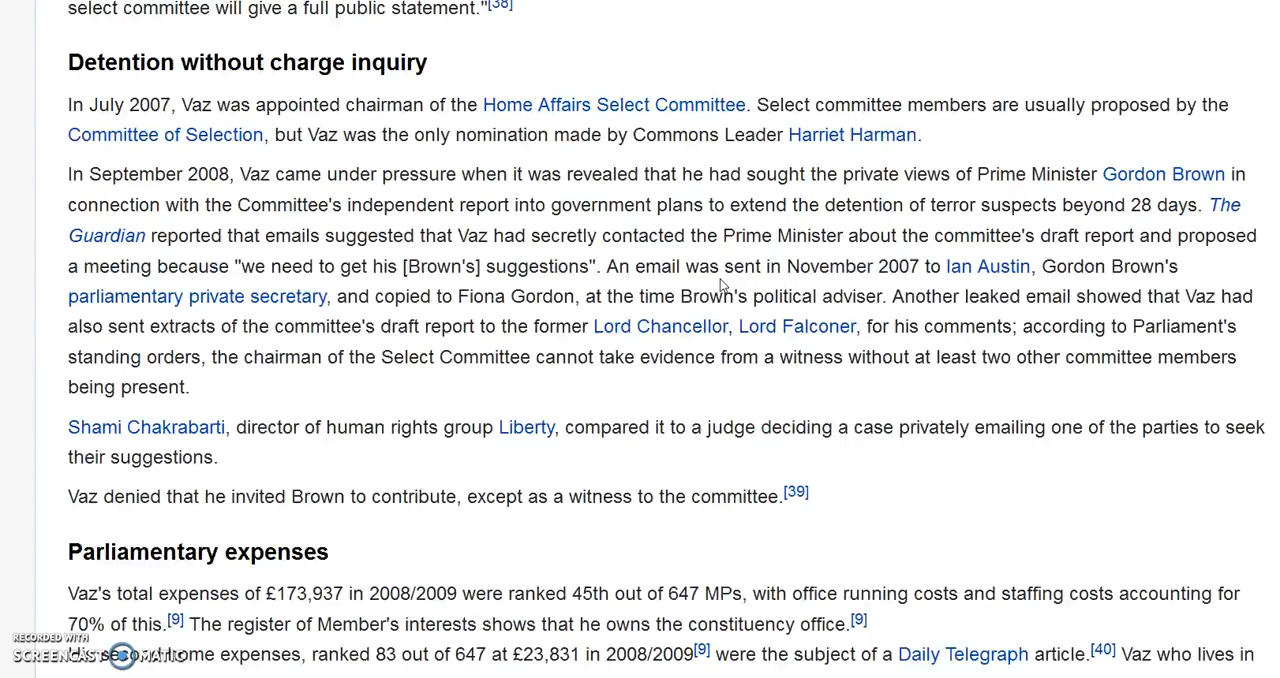 select committee will give a full public statement."[38]
Detention without charge inquiry
In July 2007, Vaz was appointed chairman of the Home Affairs Select Committee. Select committee members are usually proposed by the
Committee of Selection, but Vaz was the only nomination made by Commons Leader Harriet Harman.
In September 2008, Vaz came under pressure when it was revealed that he had sought the private views of Prime Minister Gordon Brown in
connection with the Committee's independent report into government plans to extend the detention of terror suspects beyond 28 days. The
Guardian reported that emails suggested that Vaz had secretly contacted the Prime Minister about the committee's draft report and proposed
a meeting because "we need to get his [Brown's] suggestions". An email was sent in November 2007 to Ian Austin, Gordon Brown's
parliamentary private secretary, and copied to Fiona Gordon, at the time Brown's political adviser. Another leaked email showed that Vaz had
also sent extracts of the committee's draft report to the former Lord Chancellor, Lord Falconer, for his comments; according to Parliament's
standing orders, the chairman of the Select Committee cannot take evidence from a witness without at least two other committee members
being present.
Shami Chakrabarti, director of human rights group Liberty, compared it to a judge deciding a case privately emailing one of the parties to seek
their suggestions.
Vaz denied that he invited Brown to contribute, except as a witness to the committee.[39]
Parliamentary expenses
Vaz's total expenses of £173,937 in 2008/2009 were ranked 45th out of 647 MPs, with office running costs and staffing costs accounting for
70% of this.[9] The register of Member's interests shows that he owns the constituency office.[9]
RECORDED WITH
SCREENCAST-O-MATIC
home expenses, ranked 83 out of 647 at £23,831 in 2008/2009[9] were the subject of a Daily Telegraph article.[40] Vaz who lives in